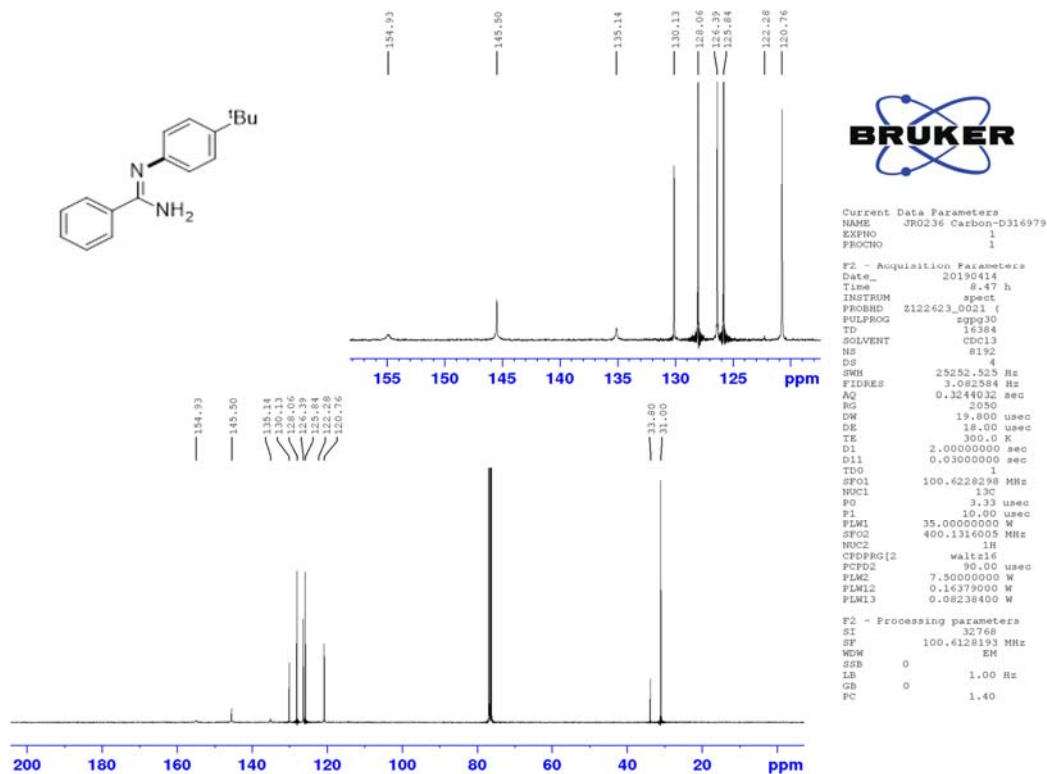 154.93
145.50
135.14
130.13
128.06
126.39
125.84
122.28
120.76
tBu
N
NH2
155 150 145 140 135 130 125 ppm
154.93
145.50
135.14
130.13
128.06
126.39
125.84
122.28
120.76
33.80
31.00
200 180 160 140 120 100 80 60 40 20 ppm
BRUKER
Current Data Parameters
NAME JR0236 Carbon-D316979
EXPNO 1
PROCNO 1
F2 - Acquisition Parameters
Date_ 20190414
Time 8.47 h
INSTRUM spect
PROBHD Z122623_0021 (
PULPROG zgpg30
TD 16384
SOLVENT CDCl3
NS 8192
DS 4
SWH 25252.525 Hz
FIDRES 3.082584 Hz
AQ 0.3244032 sec
RG 2050
DW 19.800 usec
DE 18.00 usec
TE 300.0 K
D1 2.00000000 sec
D11 0.03000000 sec
TD0 1
SFO1 100.6228298 MHz
NUC1 13C
P0 3.33 usec
P1 10.00 usec
PLW1 35.00000000 W
SFO2 400.1316005 MHz
NUC2 1H
CPDPRG[2 waltz16
PCPD2 90.00 usec
PLW2 7.50000000 W
PLW12 0.16379000 W
PLW13 0.08238400 W
F2 - Processing parameters
SI 32768
SF 100.6128193 MHz
WDW EM
SSB 0
LB 1.00 Hz
GB 0
PC 1.40